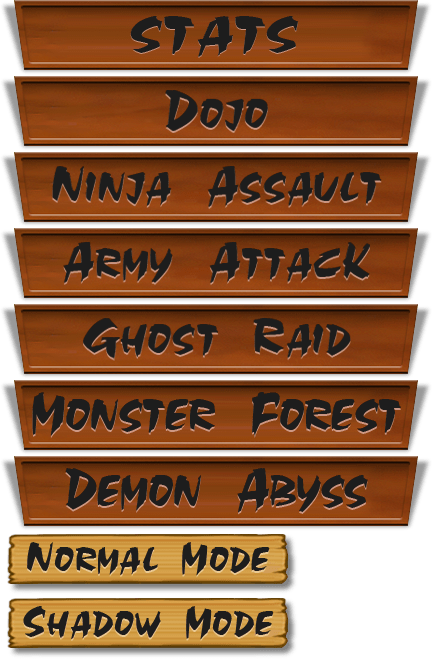 STATS
DOJO
NINJA ASSAULT
ARMY ATTACK
GHOST RAID
MONSTER FOREST
DEMON ABYSS
NORMAL MODE
SHADOW MODE